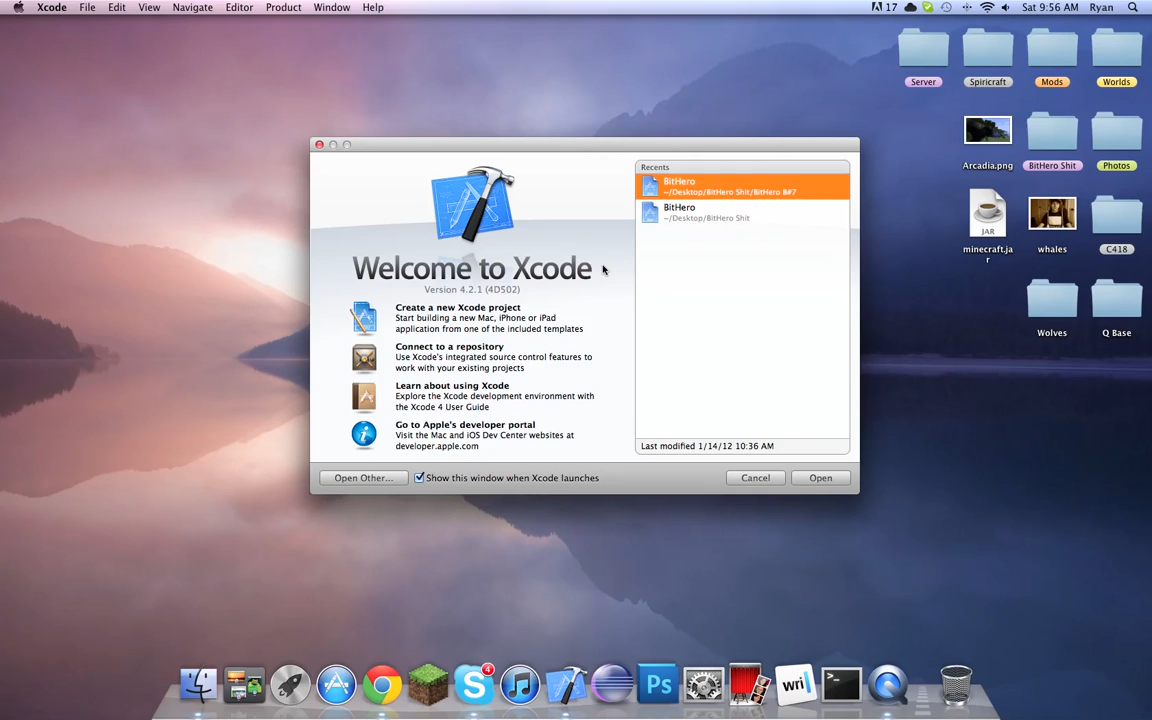 Xcode File Edit View Navigate Editor Product Window Help
17 Sat 9:56 AM Ryan
Server Spiricraft Mods Worlds
Arcadia.png BitHero Shit Photos
JAR
minecraft.ja
r
whales C418
Wolves Q Base
Welcome to Xcode
Version 4.2.1 (4D502)
Create a new Xcode project
Start building a new Mac, iPhone or iPad
application from one of the included templates
Connect to a repository
Use Xcode's integrated source control features to
work with your existing projects
Learn about using Xcode
Explore the Xcode development environment with
the Xcode 4 User Guide
Go to Apple's developer portal
Visit the Mac and iOS Dev Center websites at
developer.apple.com
Recents
BitHero
~/Desktop/BitHero Shit/BitHero B#7
BitHero
~/Desktop/BitHero Shit
Last modified 1/14/12 10:36 AM
Open Other... Show this window when Xcode launches Cancel Open
4
Ps
wri
>_